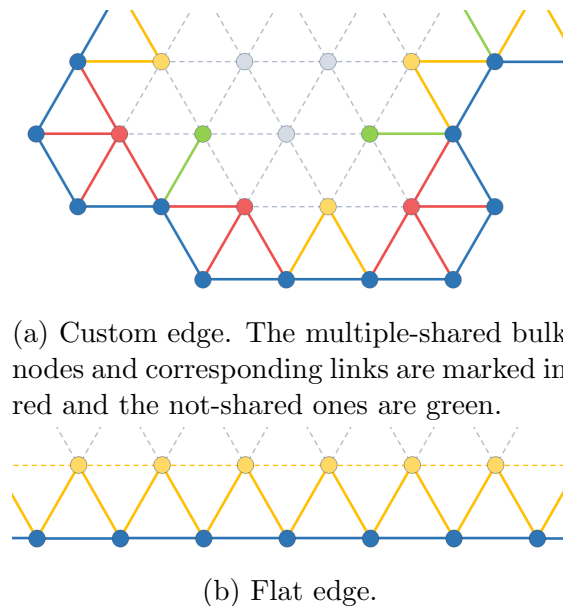 (a) Custom edge. The multiple-shared bulk
nodes and corresponding links are marked in
red and the not-shared ones are green.
(b) Flat edge.